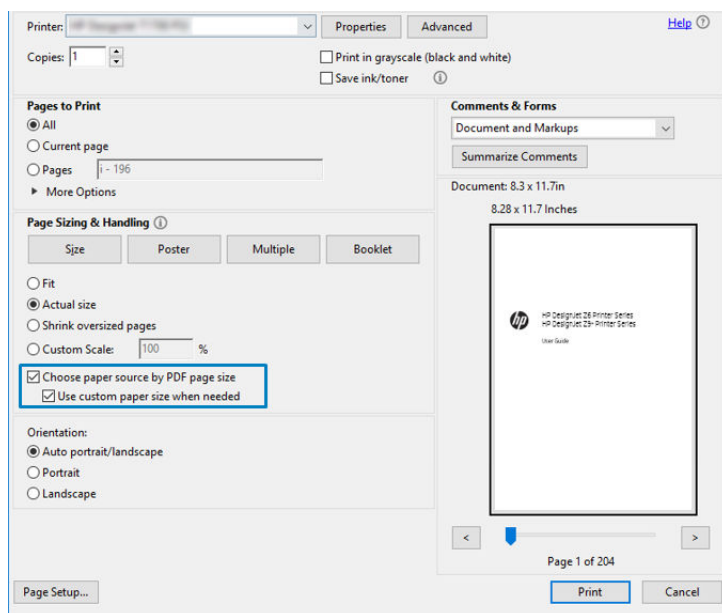 Printer:
Properties
Advanced
Help
Copies: 1
Print in grayscale (black and white)
Save ink/toner
Pages to Print
All
Current page
Pages i - 196
More Options
Page Sizing & Handling
Size
Poster
Multiple
Booklet
Fit
Actual size
Shrink oversized pages
Custom Scale: 100 %
Choose paper source by PDF page size
Use custom paper size when needed
Orientation:
Auto portrait/landscape
Portrait
Landscape
Comments & Forms
Document and Markups
Summarize Comments
Document: 8.3 x 11.7in
8.28 x 11.7 Inches
hp
HP DesignJet Z6 Printer Series
HP DesignJet Z9+ Printer Series
User Guide
<
>
Page 1 of 204
Page Setup...
Print
Cancel